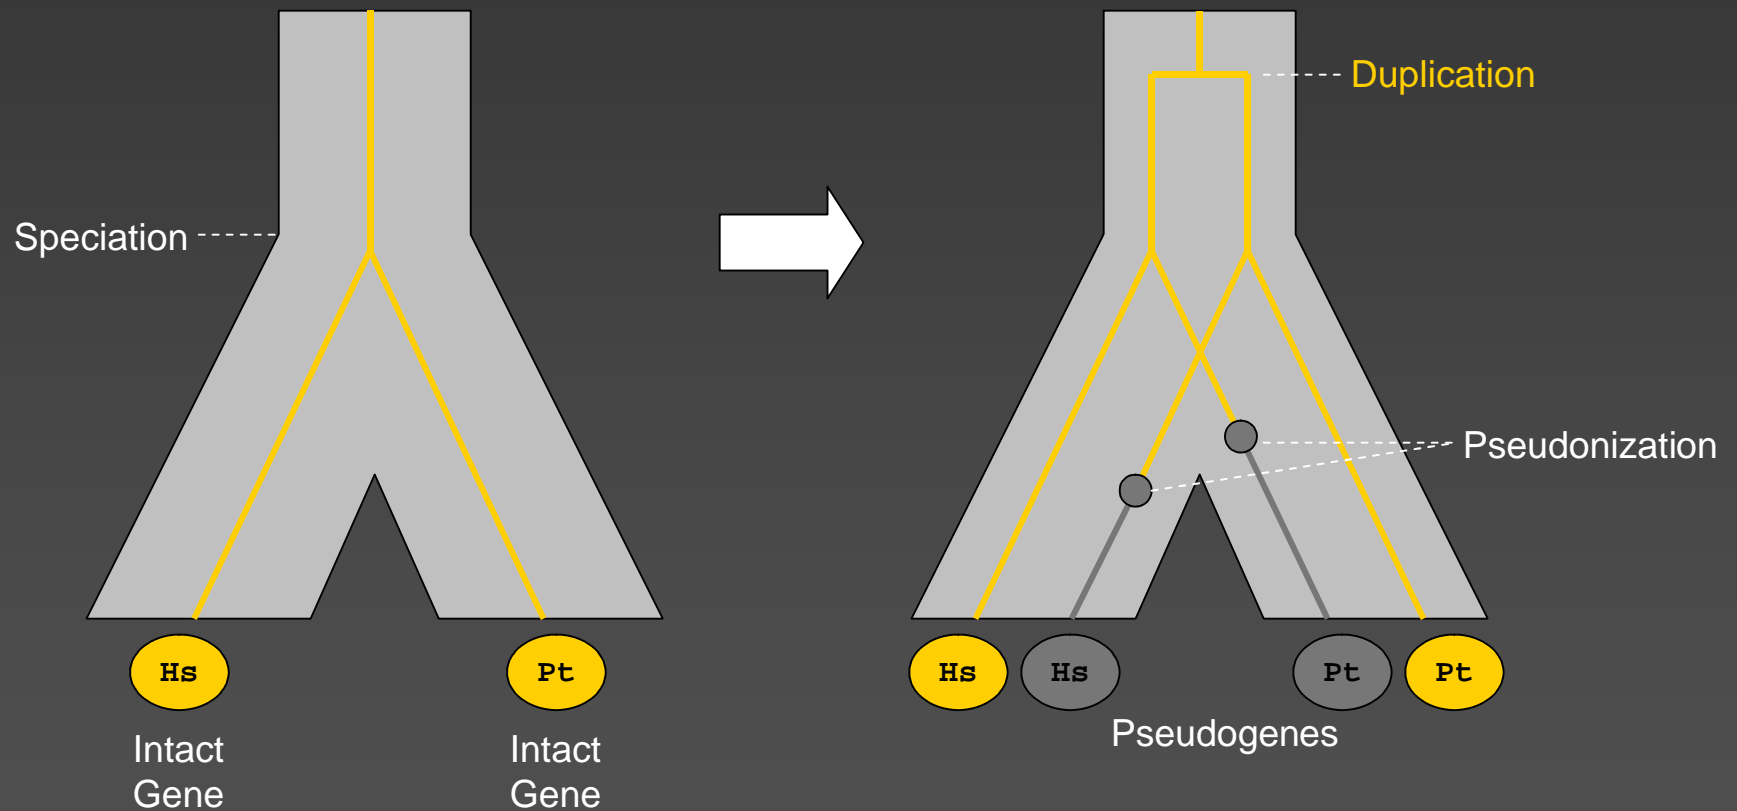 Duplication
Speciation
Pseudonization
Hs
Pt
Hs
Hs
Pt
Pt
Intact
Gene
Intact
Gene
Pseudogenes